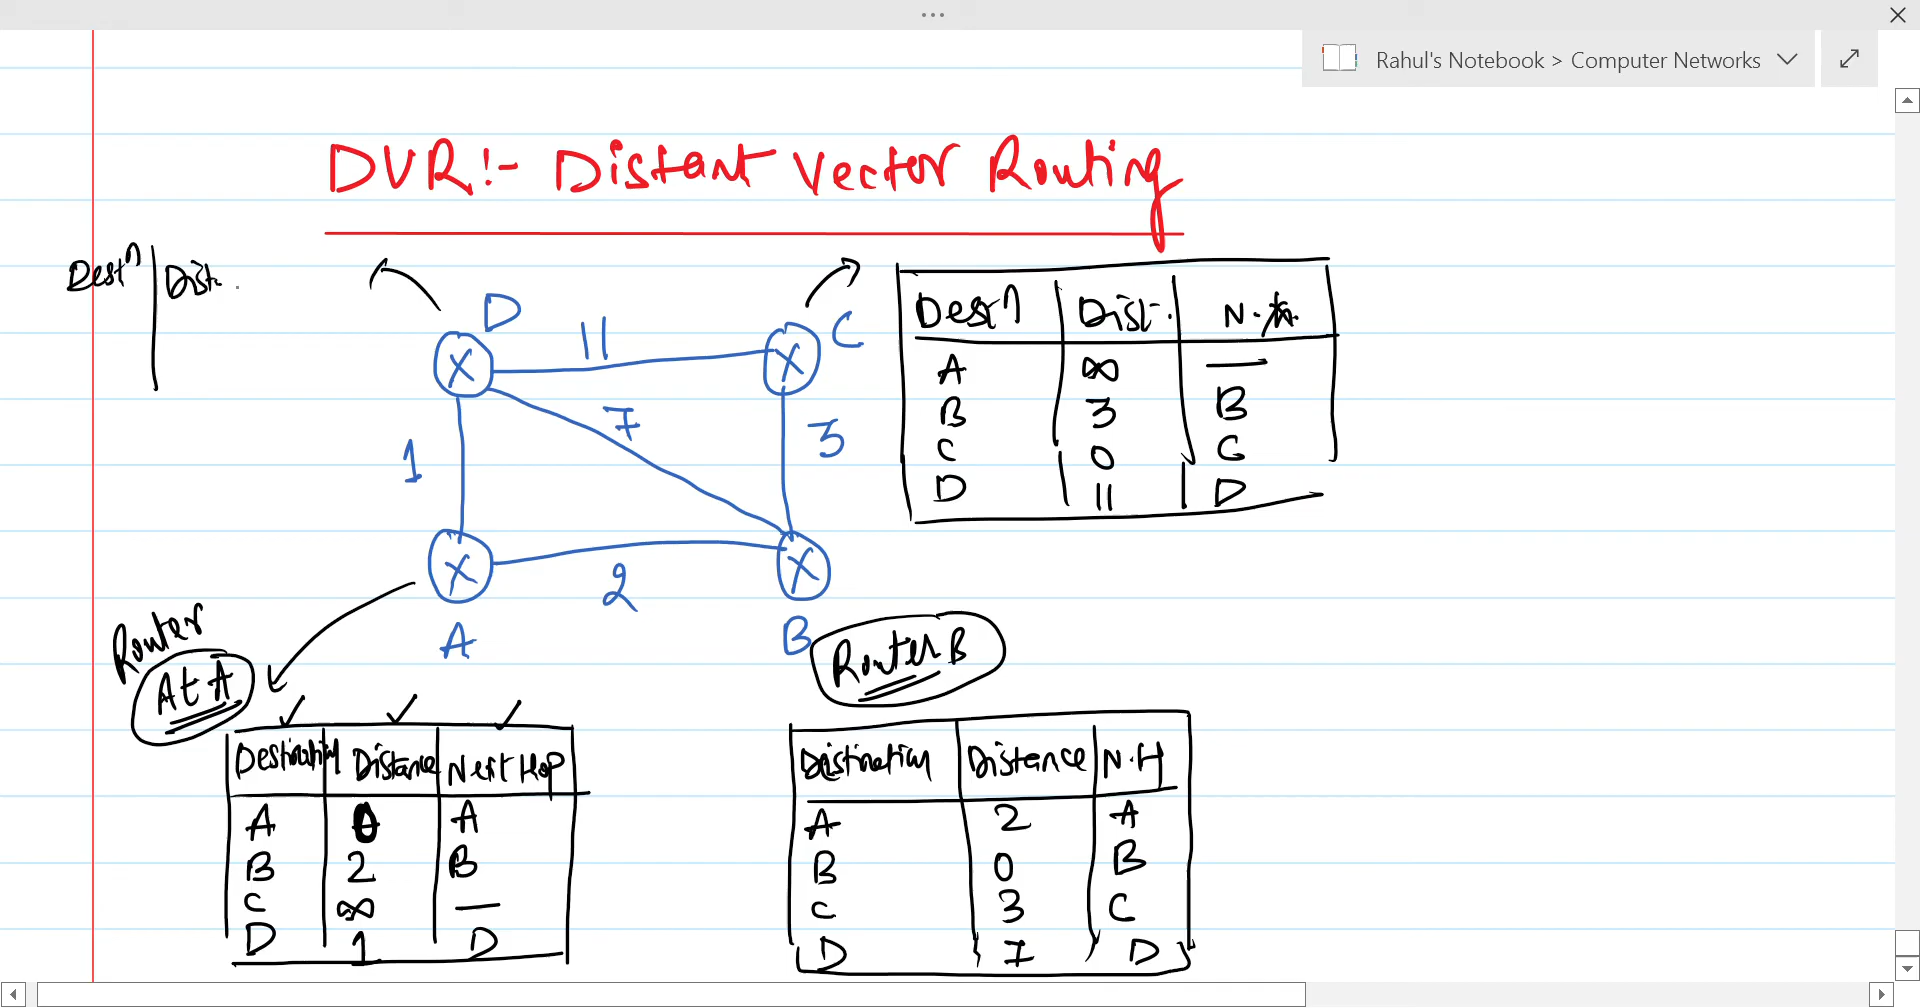 Rahul's Notebook > Computer Networks
DVR:- Distant Vector Routing
Destn Dist.
D 11 C
7
1 3
A 2 B
Destn Dist. N.H.
A ∞ —
B 3 B
C 0 C
D 11 D
Router
At A
Router B
Destination Distance Next Hop
A 0 A
B 2 B
C ∞ —
D 1 D
Distination Distance N.H
A 2 A
B 0 B
C 3 C
D 7 D